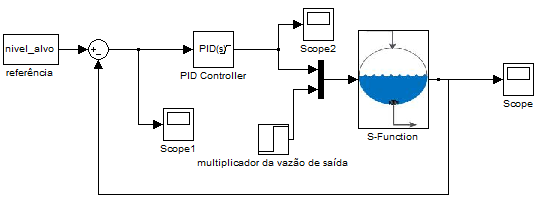 nivel_alvo
referência
+
-
PID(s)
PID Controller
Scope2
Scope1
multiplicador da vazão de saída
S-Function
Scope